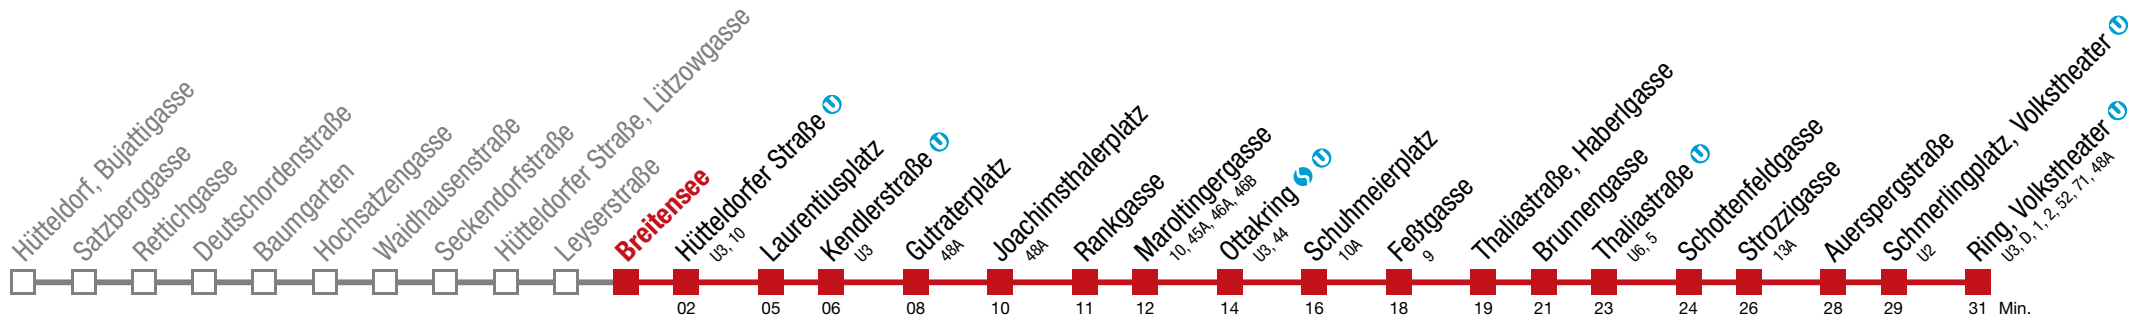 Hütteldorf, Bujattigasse
Satzberggasse
Rettichgasse
Deutschordenstraße
Baumgarten
Hochsatzengasse
Waidhausenstraße
Seckendorfstraße
Hütteldorfer Straße, Lützowgasse
Leyserstraße
Breitensee
Hütteldorfer Straße U
U3, 10
Laurentiusplatz
Kendlerstraße U
U3
Gutraterplatz
48A
Joachimsthalerplatz
48A
Rankgasse
Maroltingergasse
10, 45A, 46A, 46B
Ottakring S U
U3, 44
Schuhmeierplatz
10A
Feßtgasse
9
Thaliastraße, Haberlgasse
Brunnengasse
Thaliastraße U
U6, 5
Schottenfeldgasse
Strozzigasse
13A
Auerspergstraße
Schmerlingplatz, Volkstheater U
U2
Ring, Volkstheater U
U3, D, 1, 2, 52, 71, 48A
02 05 06 08 10 11 12 14 16 18 19 21 23 24 26 28 29 31 Min.